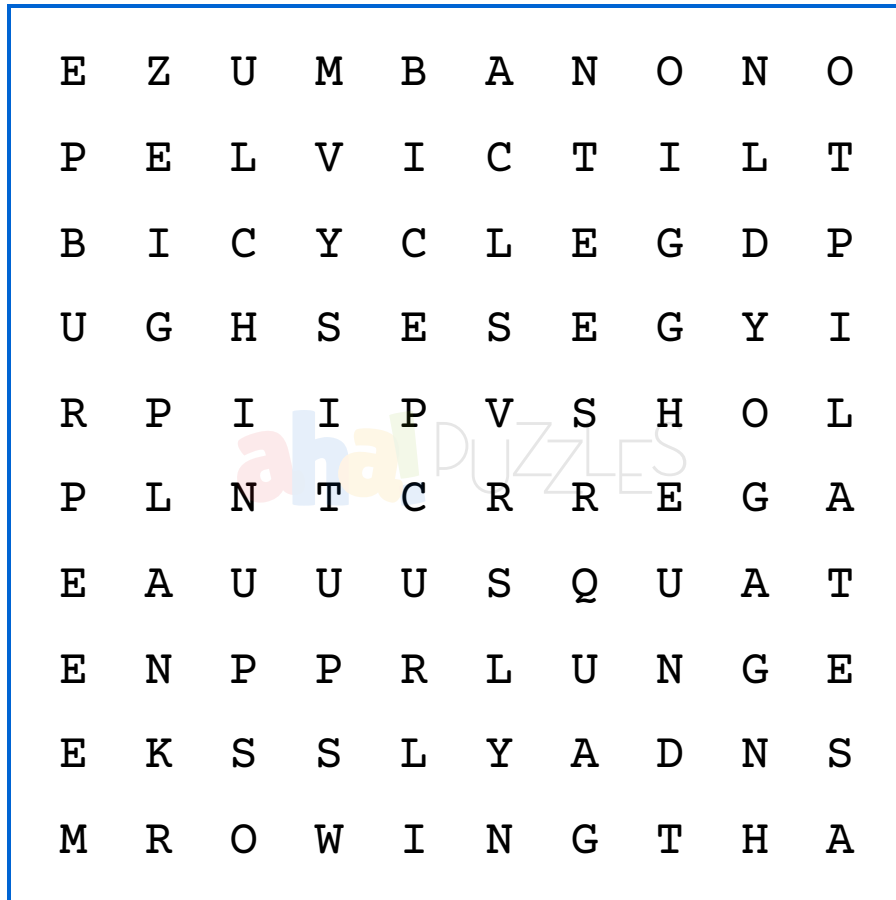 E Z U M B A N O N O
P E L V I C T I L T
B I C Y C L E G D P
U G H S E S E G Y I
R P I I P V S H O L
aha! PUZZLES
P L N T C R R E G A
E A U U U S Q U A T
E N P P R L U N G E
E K S S L Y A D N S
M R O W I N G T H A